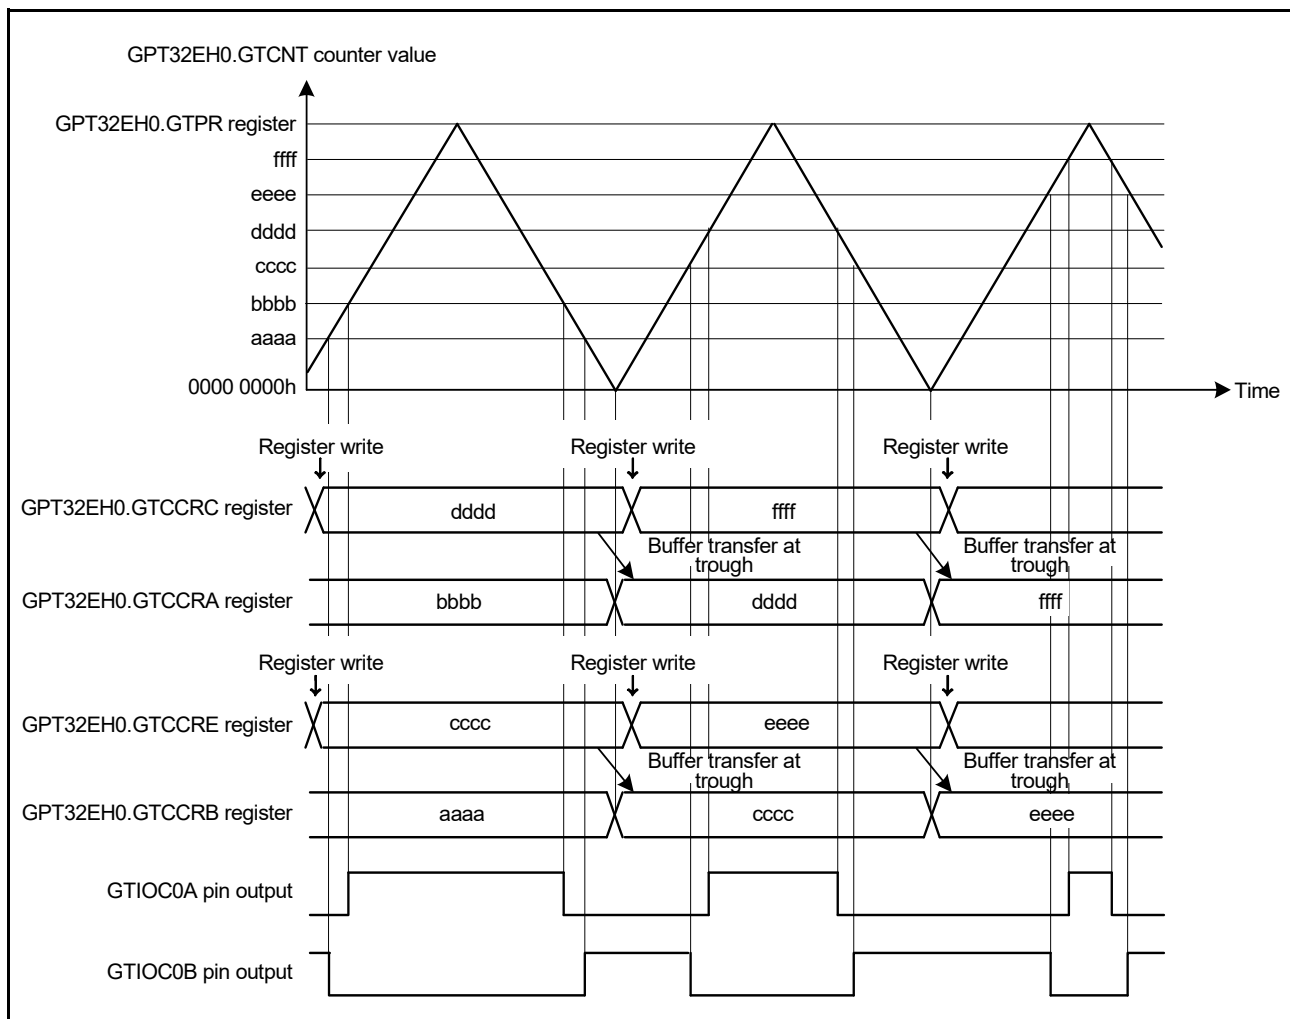 GPT32EH0.GTCNT counter value
GPT32EH0.GTPR register
ffff
eeee
dddd
cccc
bbbb
aaaa
0000 0000h
Time
Register write Register write Register write
GPT32EH0.GTCCRC register dddd ffff
Buffer transfer at trough Buffer transfer at trough
GPT32EH0.GTCCRA register bbbb dddd ffff
Register write Register write Register write
GPT32EH0.GTCCRE register cccc eeee
Buffer transfer at trough Buffer transfer at trough
GPT32EH0.GTCCRB register aaaa cccc eeee
GTIOC0A pin output
GTIOC0B pin output